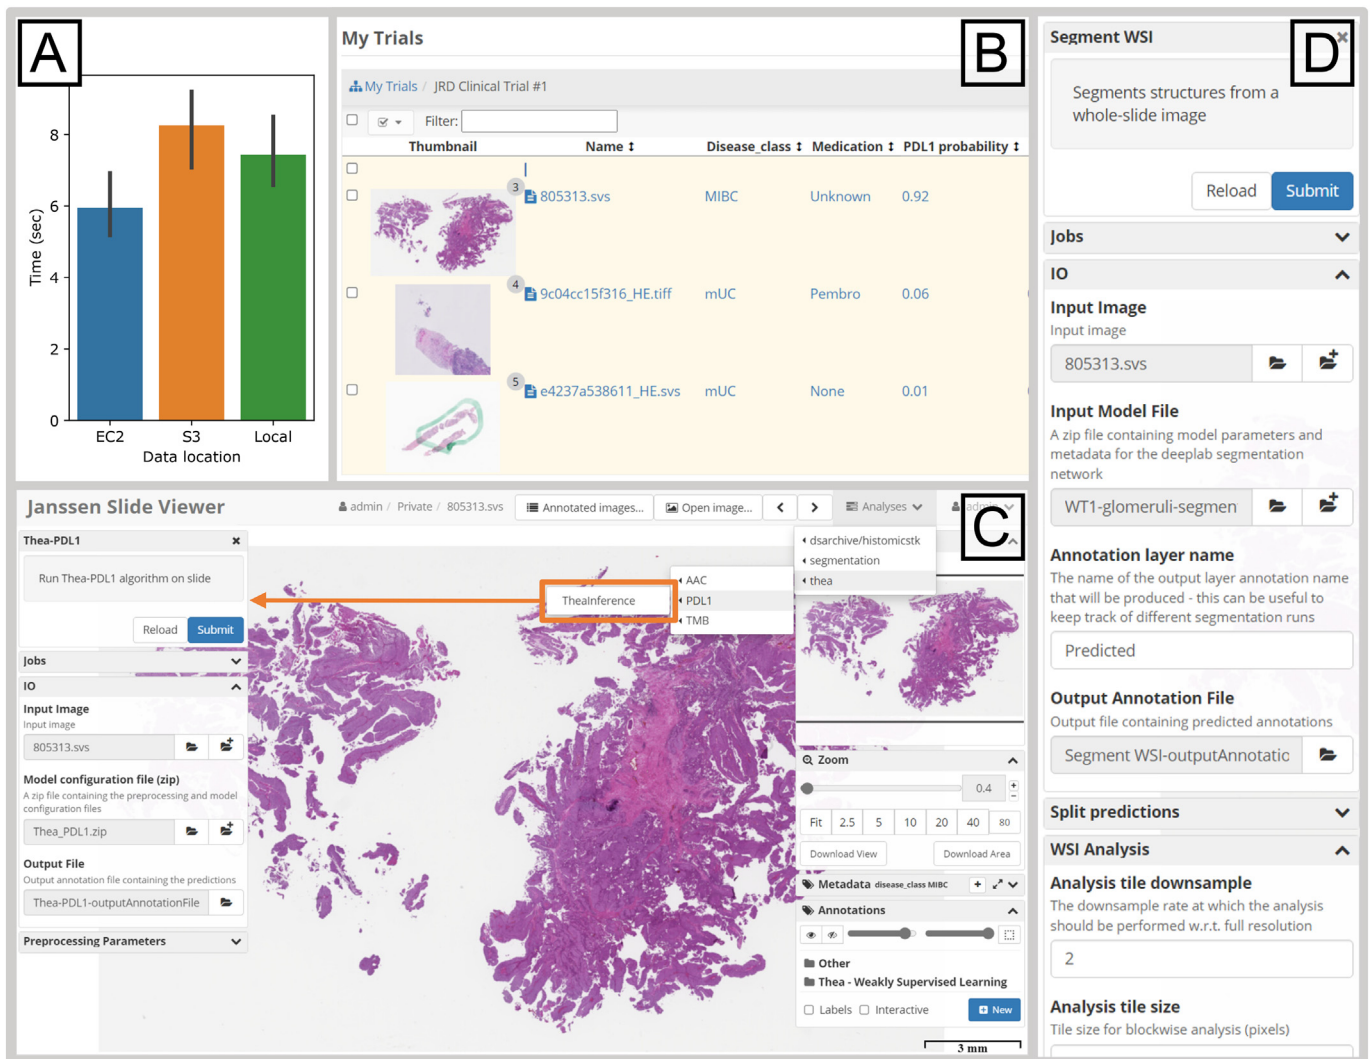 A
8
6
4
2
0
Time (sec)
EC2 S3 Local
Data location
B
My Trials
My Trials / JRD Clinical Trial #1
Filter:
Thumbnail Name Disease_class Medication PDL1 probability
3 805313.svs MIBC Unknown 0.92
4 9c04cc15f316_HE.tiff mUC Pembro 0.06
5 e4237a538611_HE.svs mUC None 0.01
C
Janssen Slide Viewer
admin / Private / 805313.svs Annotated images... Open image... < > Analyses admin
Thea-PDL1 ×
Run Thea-PDL1 algorithm on slide
Reload Submit
Jobs
IO
Input Image
Input image
805313.svs
Model configuration file (zip)
A zip file containing the preprocessing and model
configuration files
Thea_PDL1.zip
Output File
Output annotation file containing the predictions
Thea-PDL1-outputAnnotationFile
Preprocessing Parameters
TheaInference
AAC
PDL1
TMB
dsarchive/histomicstk
segmentation
thea
Zoom
0.4 + −
Fit 2.5 5 10 20 40 80
Download View Download Area
Metadata disease_class MIBC +
Annotations
Other
Thea - Weakly Supervised Learning
Labels Interactive New
3 mm
D
Segment WSI ×
Segments structures from a
whole-slide image
Reload Submit
Jobs
IO
Input Image
Input image
805313.svs
Input Model File
A zip file containing model parameters and
metadata for the deeplab segmentation
network
WT1-glomeruli-segmen
Annotation layer name
The name of the output layer annotation name
that will be produced - this can be useful to
keep track of different segmentation runs
Predicted
Output Annotation File
Output file containing predicted annotations
Segment WSI-outputAnnotatio
Split predictions
WSI Analysis
Analysis tile downsample
The downsample rate at which the analysis
should be performed w.r.t. full resolution
2
Analysis tile size
Tile size for blockwise analysis (pixels)